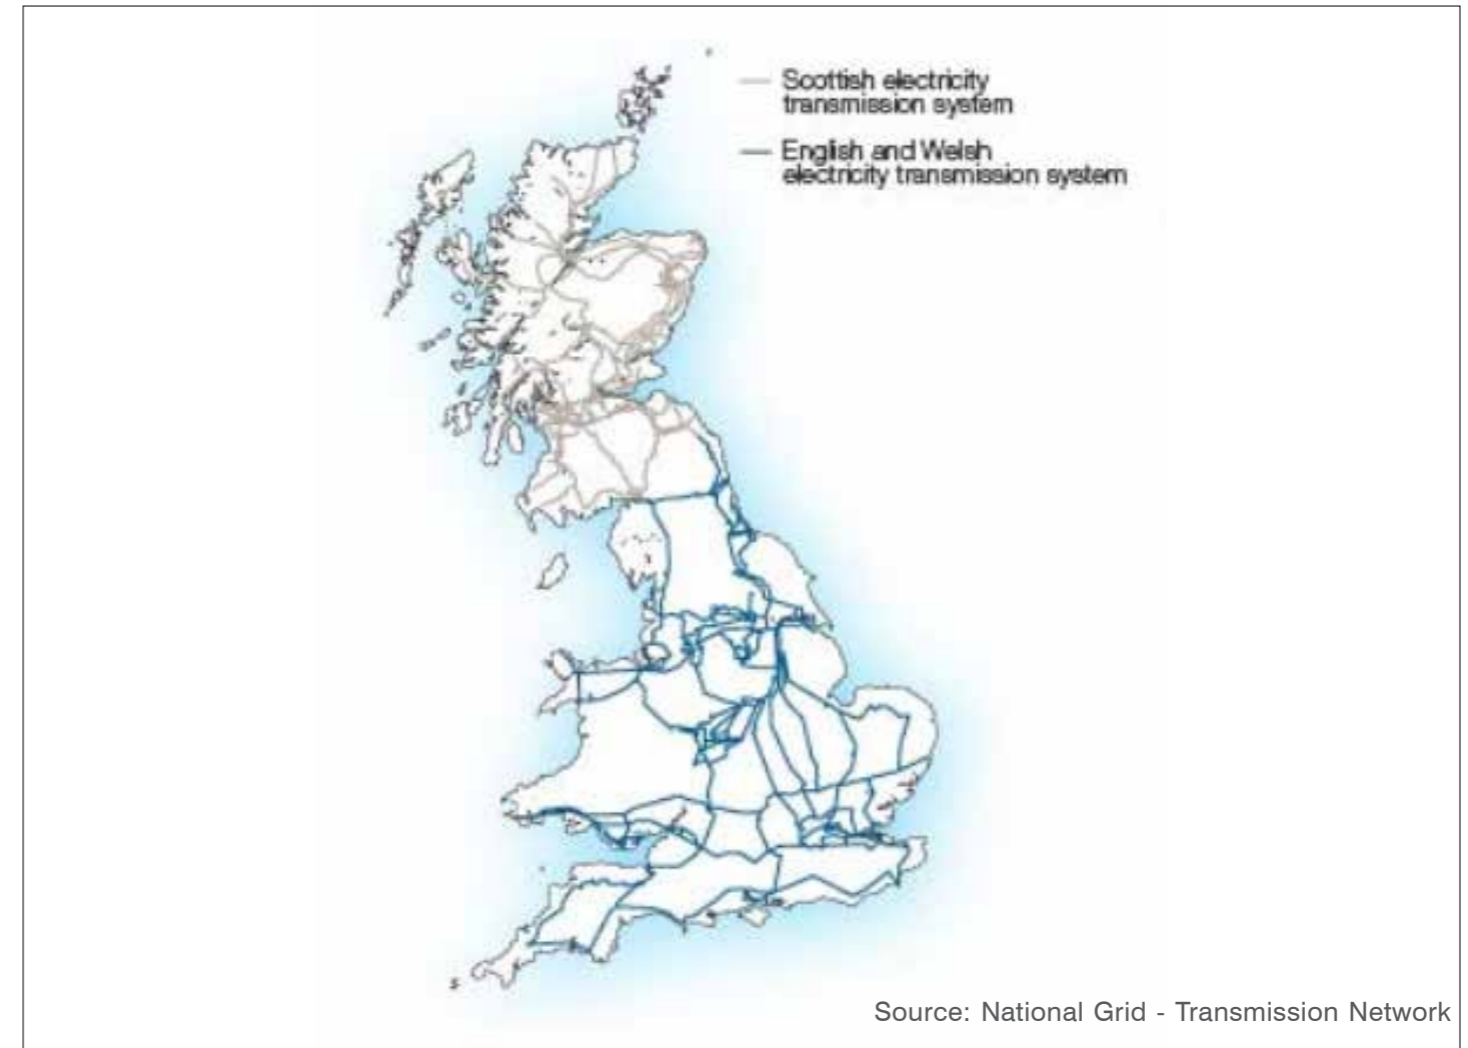 Scottish electricity
transmission system
English and Welsh
electricity transmission system
Source: National Grid - Transmission Network